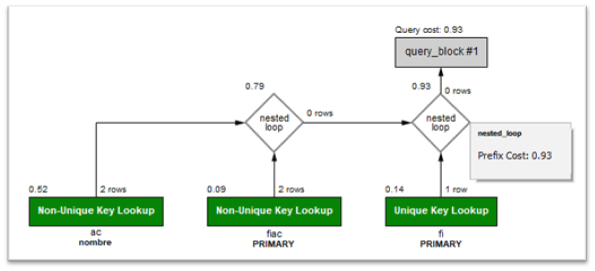 Query cost: 0.93
query_block #1
0.79
0.93
0 rows
nested
loop
0 rows
nested
loop
nested_loop
Prefix Cost: 0.93
0.52
2 rows
0.09
2 rows
0.14
1 row
Non-Unique Key Lookup
Non-Unique Key Lookup
Unique Key Lookup
ac
fiac
fi
nombre
PRIMARY
PRIMARY